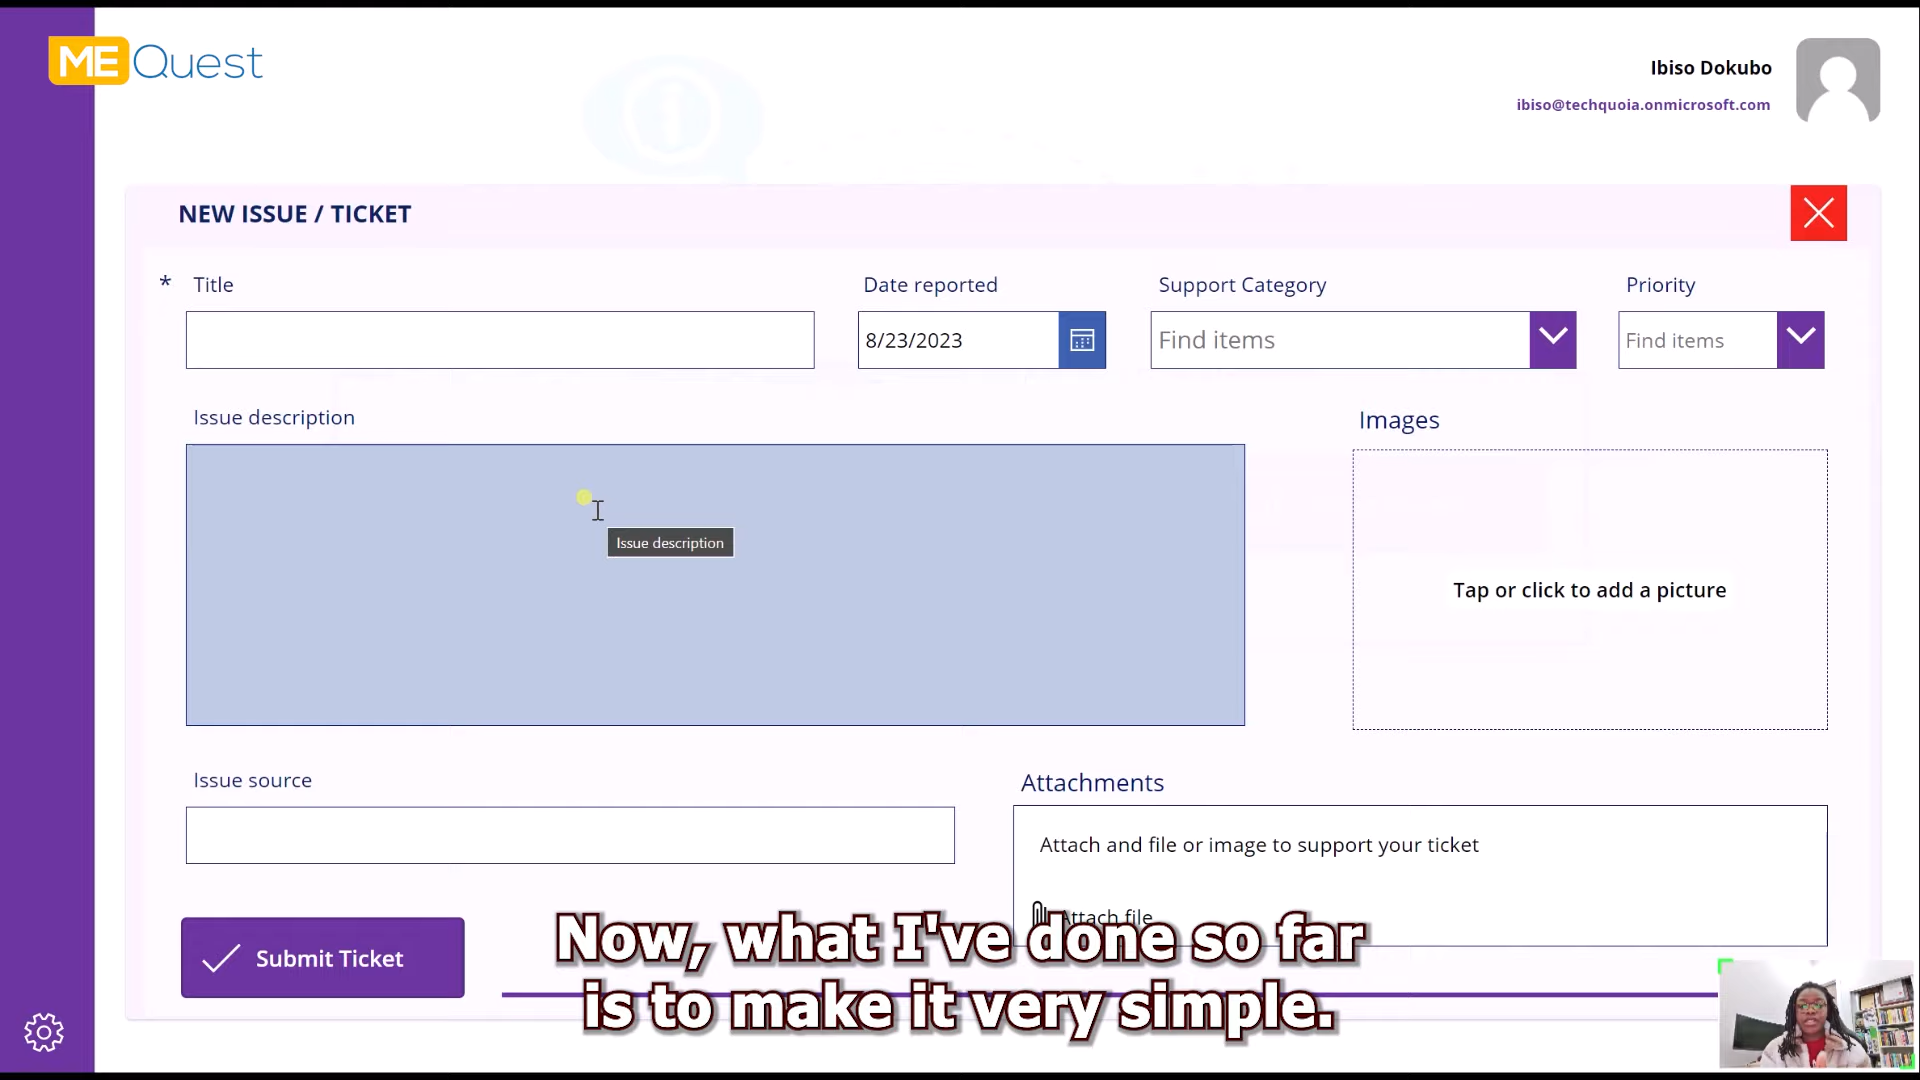 ME Quest
Ibiso Dokubo
ibiso@techquoia.onmicrosoft.com
NEW ISSUE / TICKET
* Title
Date reported
Support Category
Priority
8/23/2023
Find items
Find items
Issue description
Images
Issue description
Tap or click to add a picture
Issue source
Attachments
Attach and file or image to support your ticket
Attach file
Submit Ticket
Now, what I've done so far
is to make it very simple.